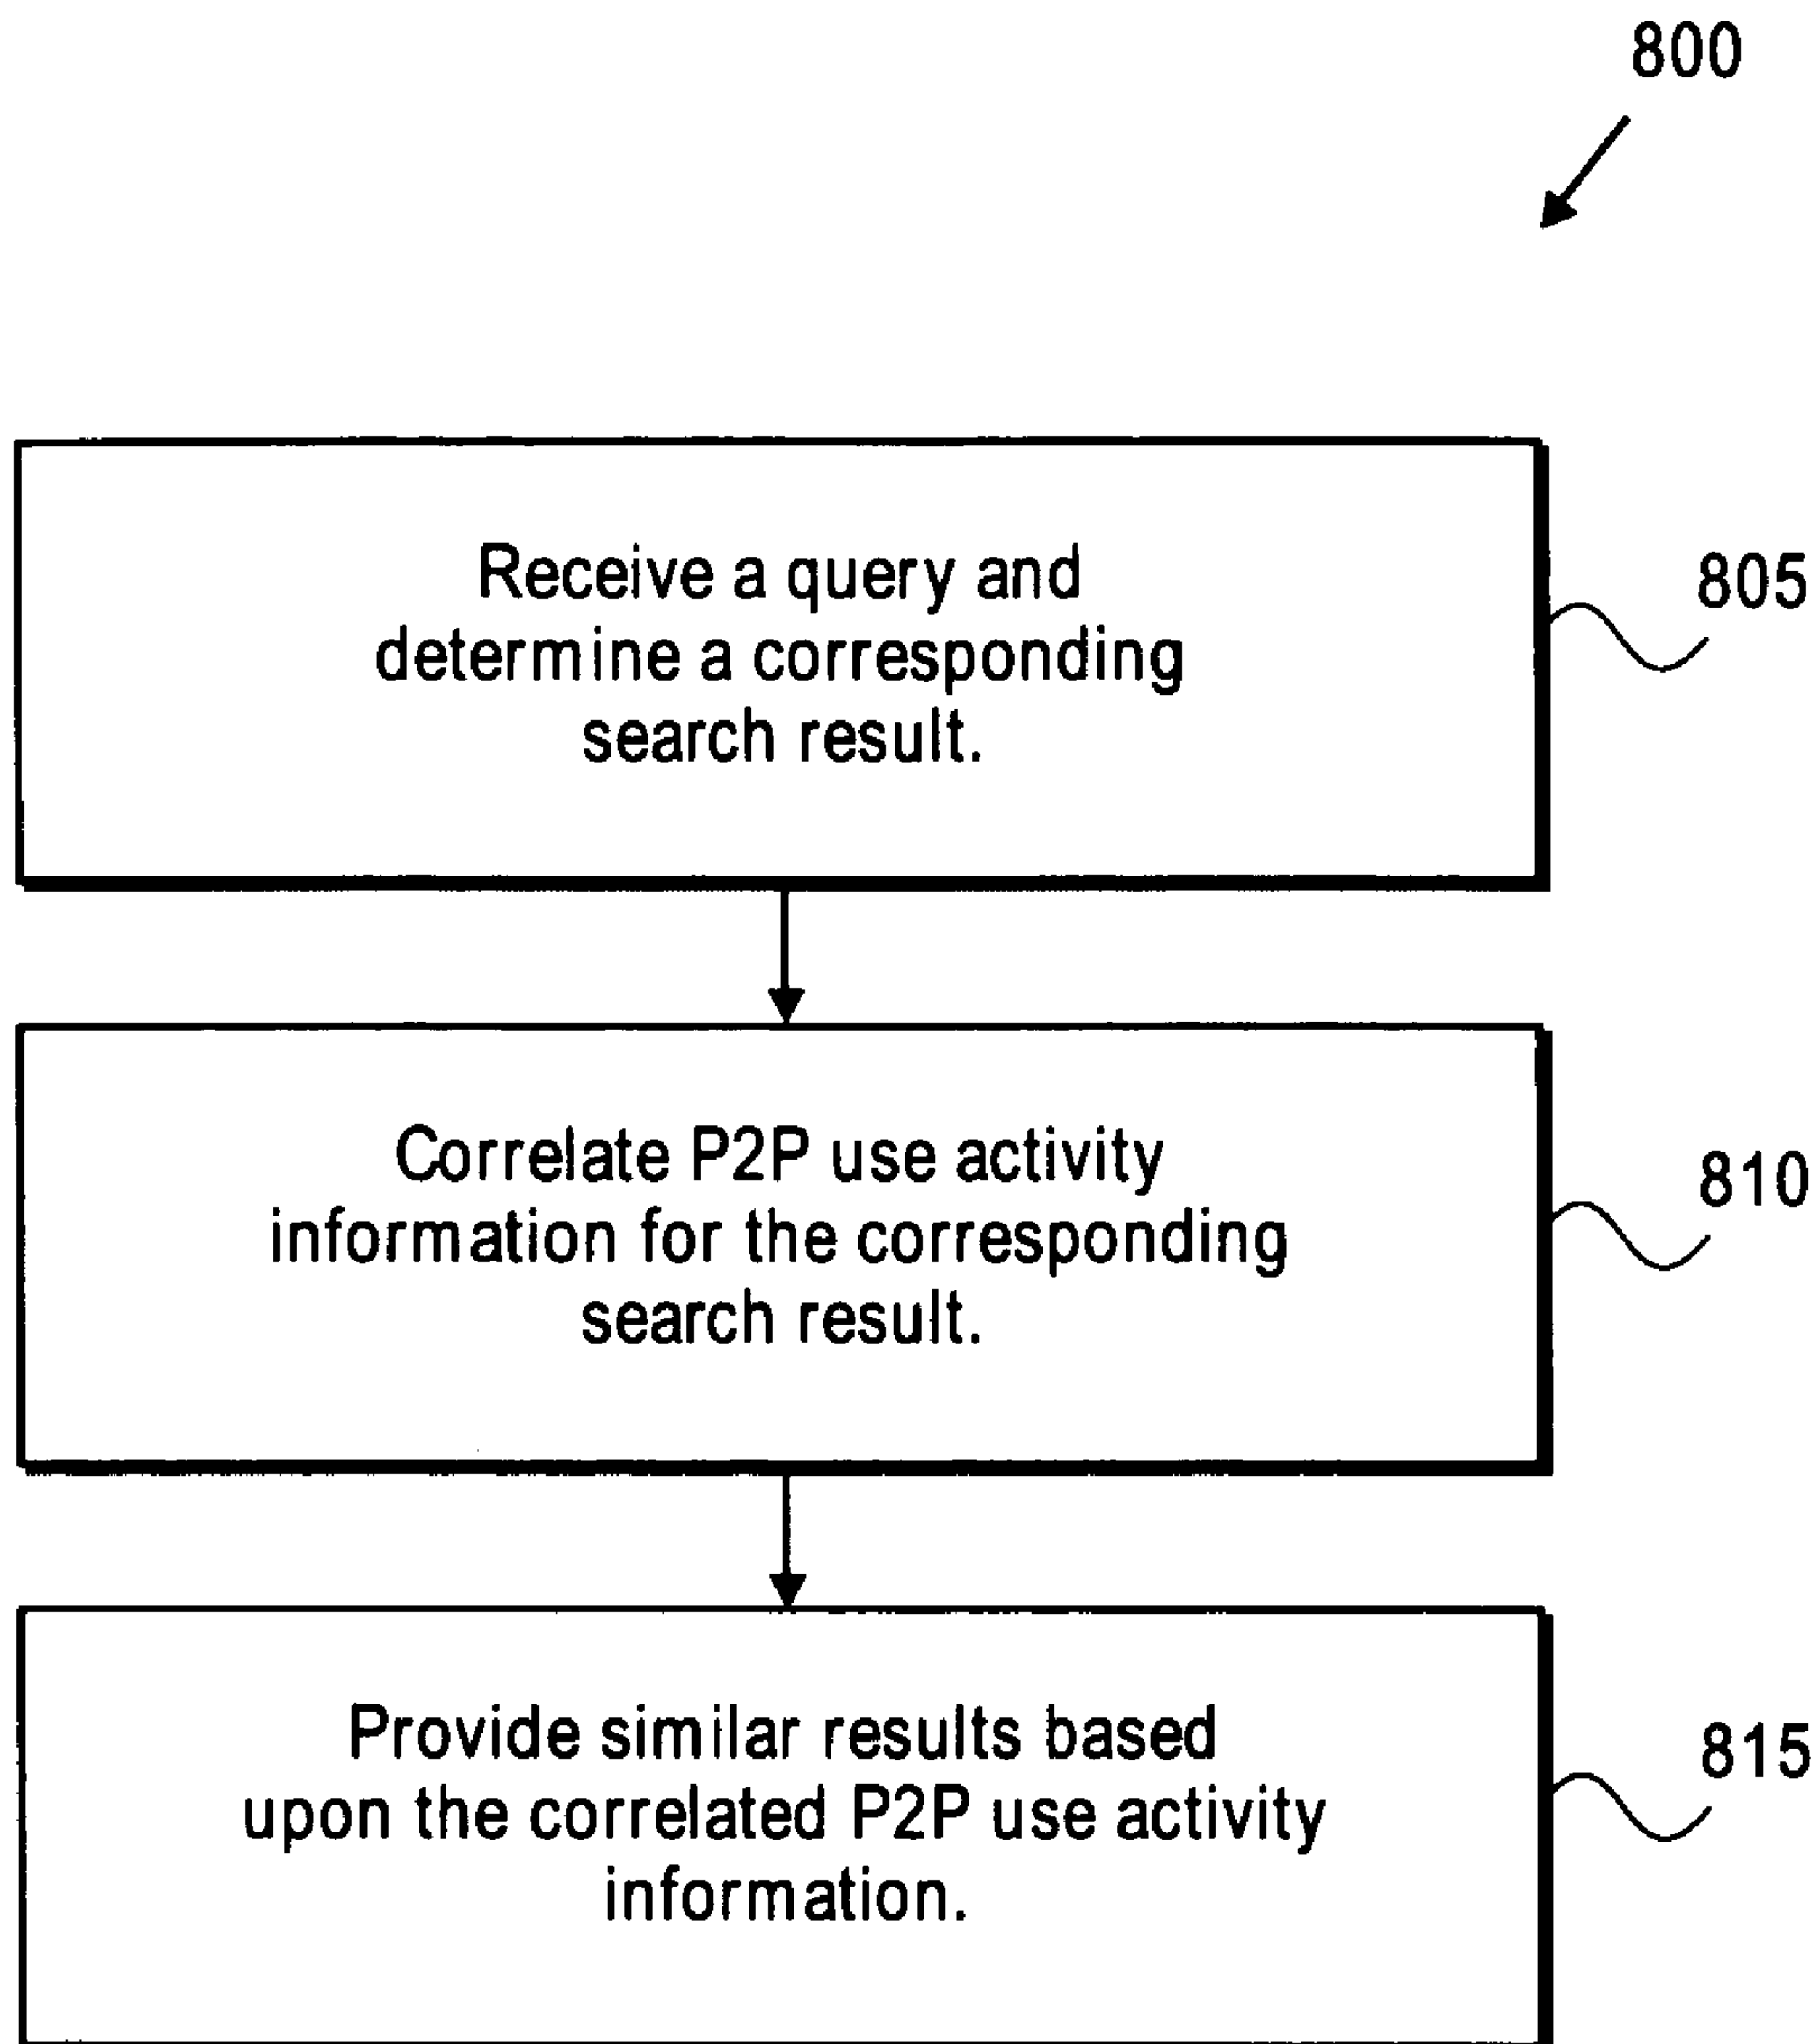 800
Receive a query and
determine a corresponding
search result.
805
Correlate P2P use activity
information for the corresponding
search result.
810
Provide similar results based
upon the correlated P2P use activity
information.
815